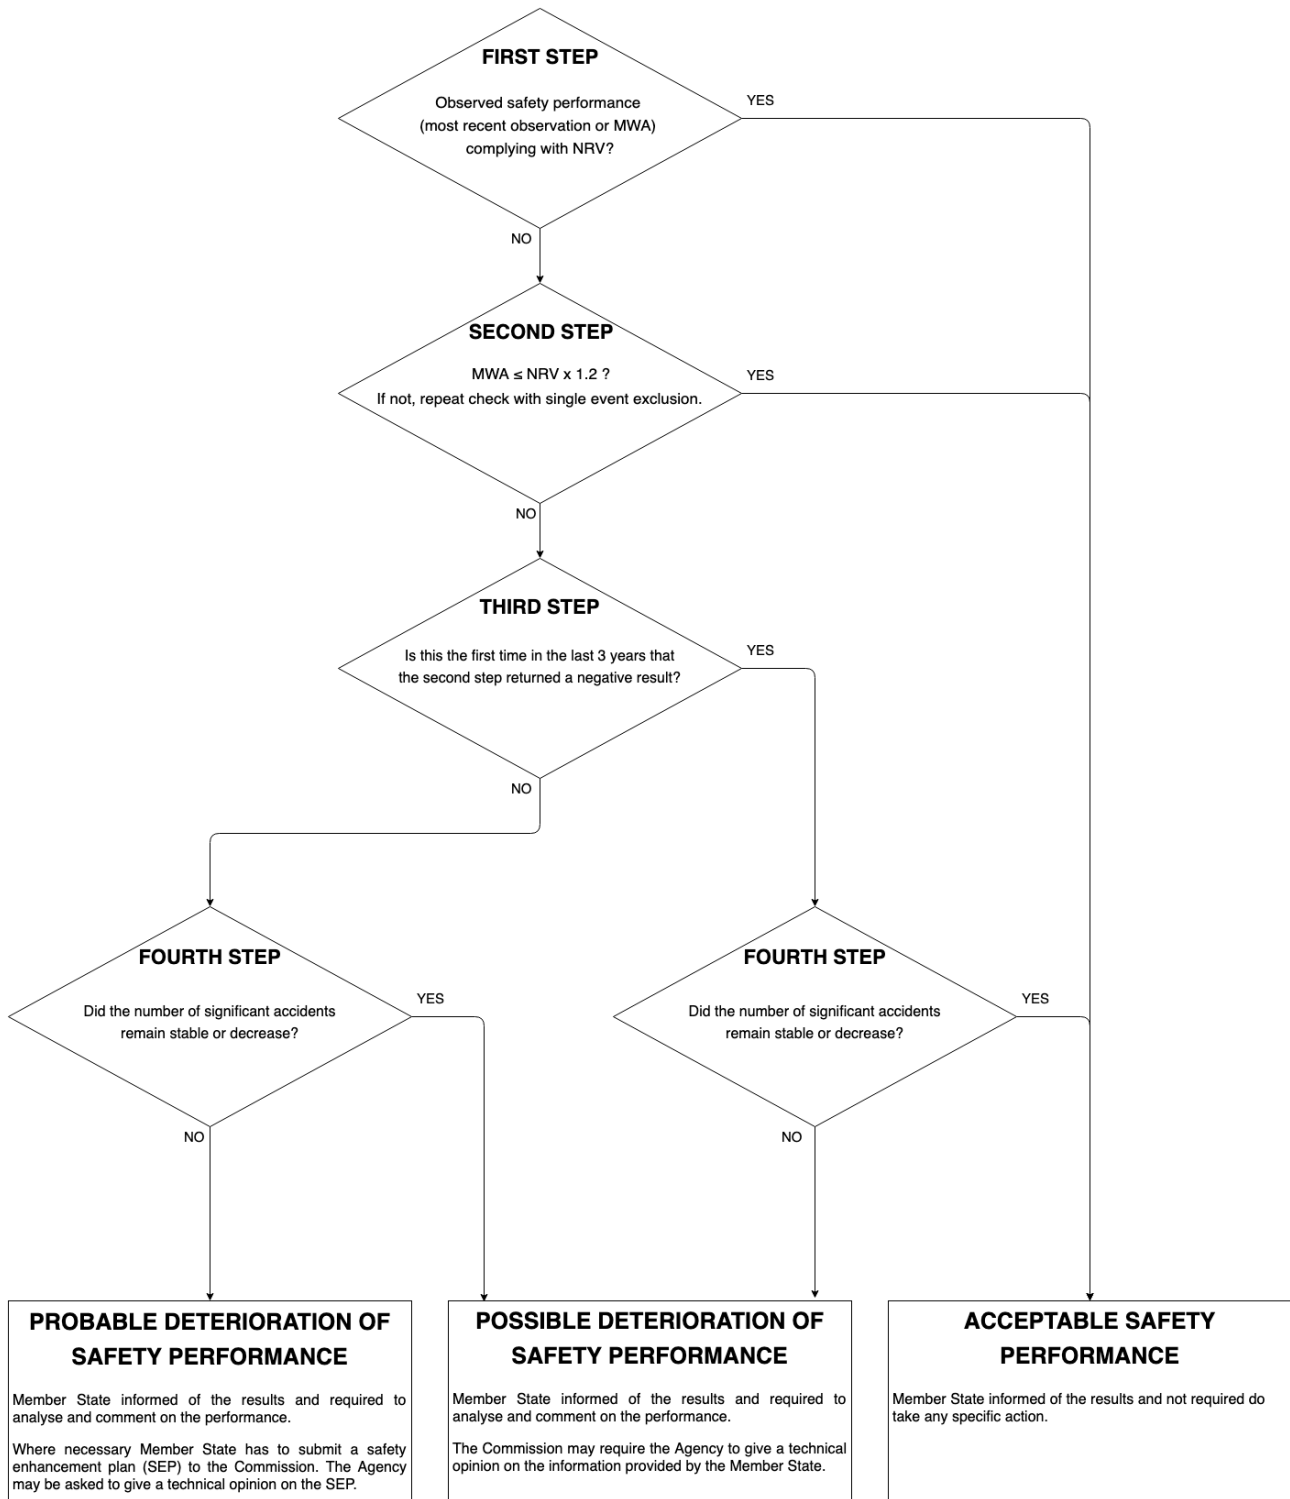 FIRST STEP
Observed safety performance
(most recent observation or MWA)
complying with NRV?
YES
NO
SECOND STEP
MWA ≤ NRV x 1.2 ?
If not, repeat check with single event exclusion.
YES
NO
THIRD STEP
Is this the first time in the last 3 years that
the second step returned a negative result?
YES
NO
FOURTH STEP
Did the number of significant accidents
remain stable or decrease?
YES
NO
FOURTH STEP
Did the number of significant accidents
remain stable or decrease?
YES
NO
PROBABLE DETERIORATION OF
SAFETY PERFORMANCE
Member State informed of the results and required to
analyse and comment on the performance.
Where necessary Member State has to submit a safety
enhancement plan (SEP) to the Commission. The Agency
may be asked to give a technical opinion on the SEP.
POSSIBLE DETERIORATION OF
SAFETY PERFORMANCE
Member State informed of the results and required to
analyse and comment on the performance.
The Commission may require the Agency to give a technical
opinion on the information provided by the Member State.
ACCEPTABLE SAFETY
PERFORMANCE
Member State informed of the results and not required do
take any specific action.